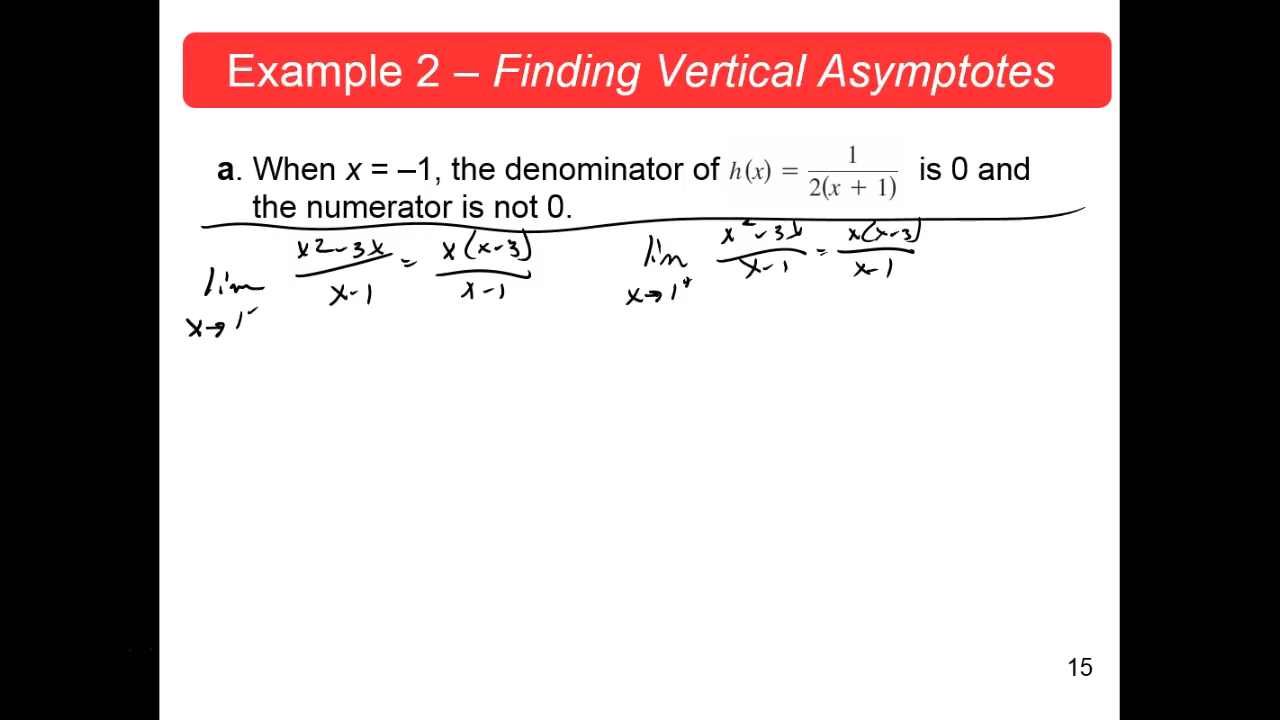 Example 2 – Finding Vertical Asymptotes
a. When x = –1, the denominator of h(x) = 1 / 2(x + 1) is 0 and
the numerator is not 0.
lim x→1⁻ x² - 3x / x - 1 = x(x-3) / x - 1
lim x→1⁺ x² - 3x / x - 1 = x(x-3) / x - 1
15